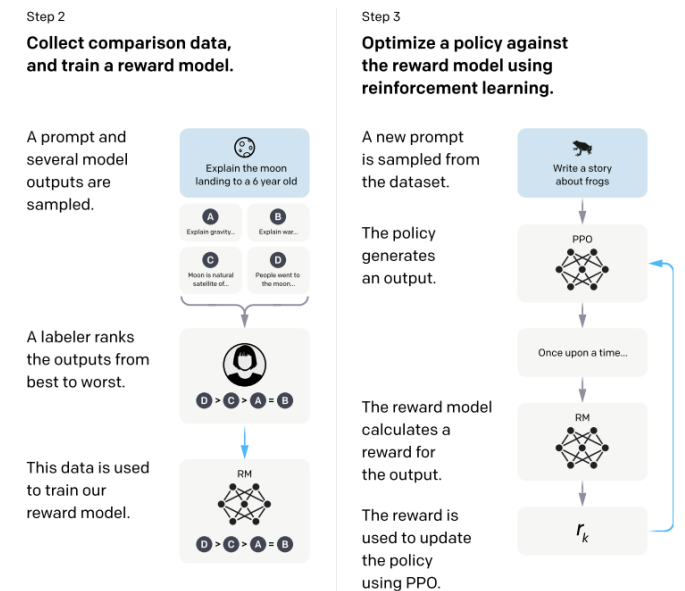 Step 2
Collect comparison data,
and train a reward model.
A prompt and
several model
outputs are
sampled.
Explain the moon
landing to a 6 year old
A
Explain gravity...
B
Explain war...
C
Moon is natural
satellite of...
D
People went to
the moon...
A labeler ranks
the outputs from
best to worst.
D > C > A = B
This data is used
to train our
reward model.
RM
D > C > A = B
Step 3
Optimize a policy against
the reward model using
reinforcement learning.
A new prompt
is sampled from
the dataset.
Write a story
about frogs
The policy
generates
an output.
PPO
Once upon a time...
The reward model
calculates a
reward for
the output.
RM
The reward is
used to update
the policy
using PPO.
rk